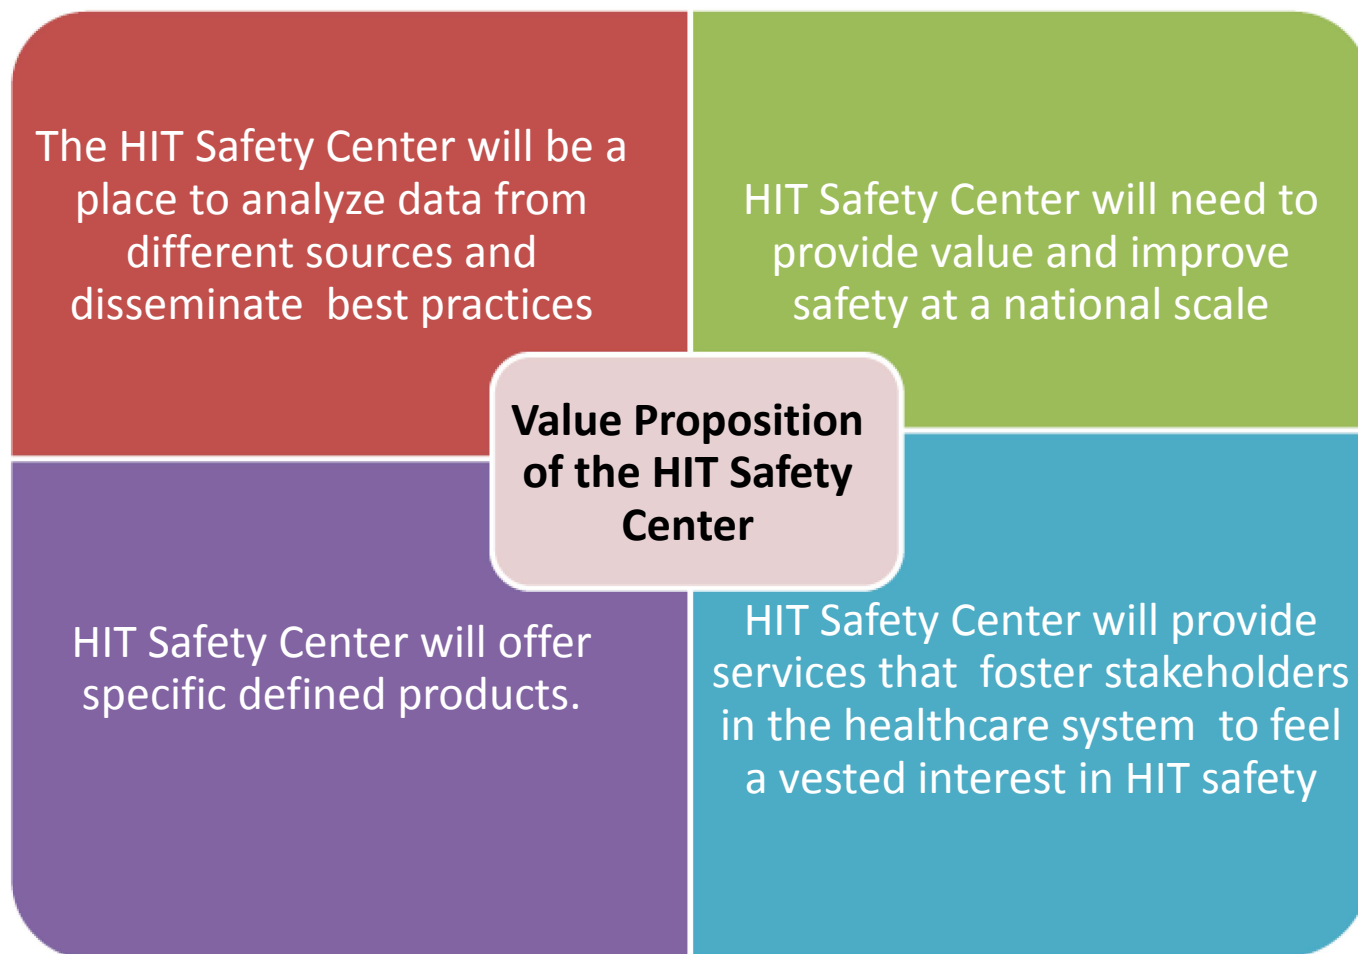 The HIT Safety Center will be a
place to analyze data from
different sources and
disseminate  best practices
HIT Safety Center will need to
provide value and improve
safety at a national scale
Value Proposition
of the HIT Safety
Center
HIT Safety Center will offer
specific defined products.
HIT Safety Center will provide
services that  foster stakeholders
in the healthcare system  to feel
a vested interest in HIT safety